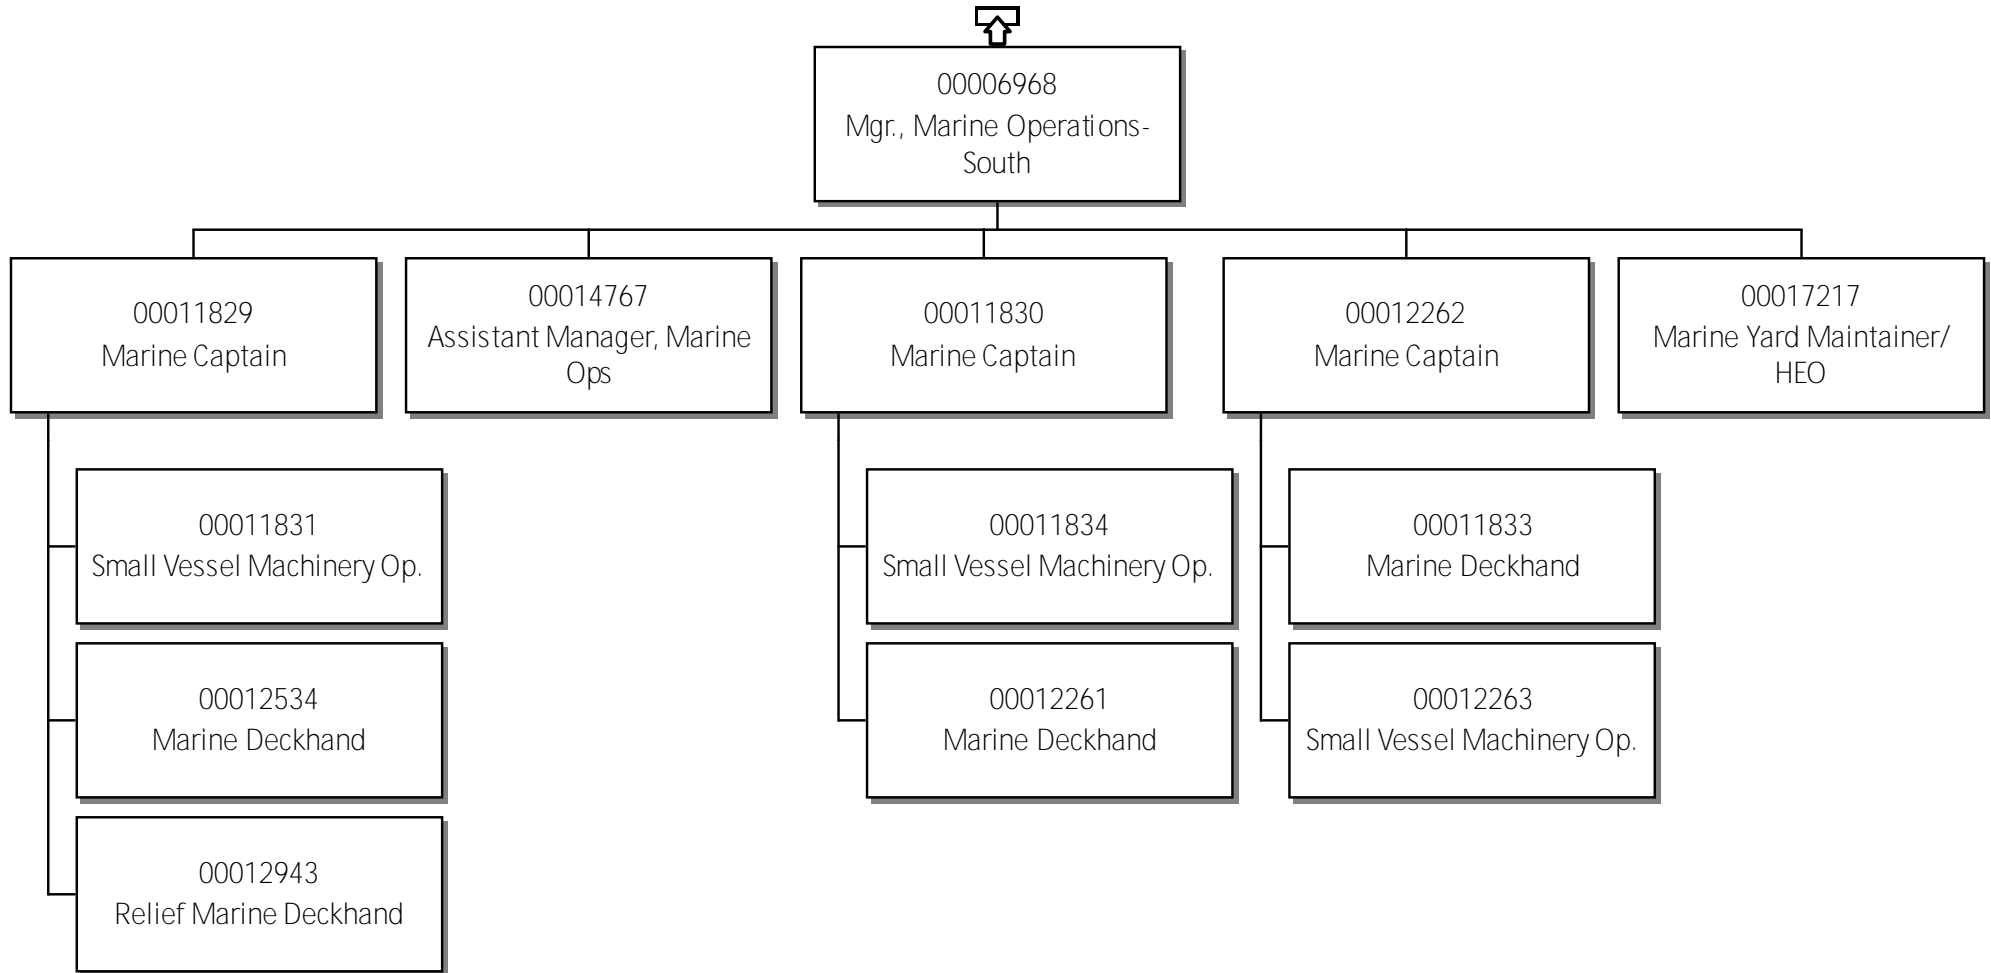 00006968
Mgr., Marine Operations-
South
00011829
Marine Captain
00014767
Assistant Manager, Marine
Ops
00011830
Marine Captain
00012262
Marine Captain
00017217
Marine Yard Maintainer/
HEO
00011831
Small Vessel Machinery Op.
00012534
Marine Deckhand
00012943
Relief Marine Deckhand
00011834
Small Vessel Machinery Op.
00012261
Marine Deckhand
00011833
Marine Deckhand
00012263
Small Vessel Machinery Op.